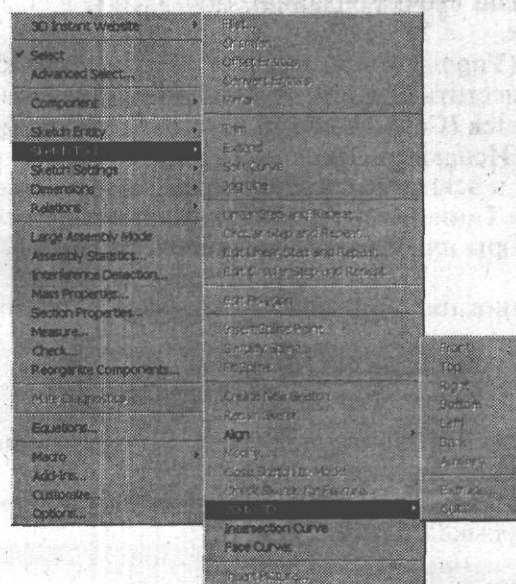 3D Instant Website
Select
Advanced Select...
Component
Sketch Entity
Sketch Tool
Sketch Settings
Dimensions
Relations
Large Assembly Mode
Assembly Statistics...
Interference Detection...
Mass Properties...
Section Properties...
Measure...
Check...
Reorganize Components...
Equations...
Macro
Add-Ins...
Customize...
Options...
Fillet...
Chamfer...
Offset Entities...
Convert Entities
Mirror
Trim
Extend
Split Curve
Jog Line
Linear Step and Repeat...
Circular Step and Repeat...
Edit Linear Step and Repeat...
Edit Circular Step and Repeat...
Edit Polygon
Insert Spline Point
Simplify Spline...
Create New Sketch
Align
Modify...
Close Sketch to Model
Check Sketch for Feature...
2D to 3D
Intersection Curve
Face Curves
Insert Picture...
Front
Top
Right
Bottom
Left
Back
Auxiliary
Extrude